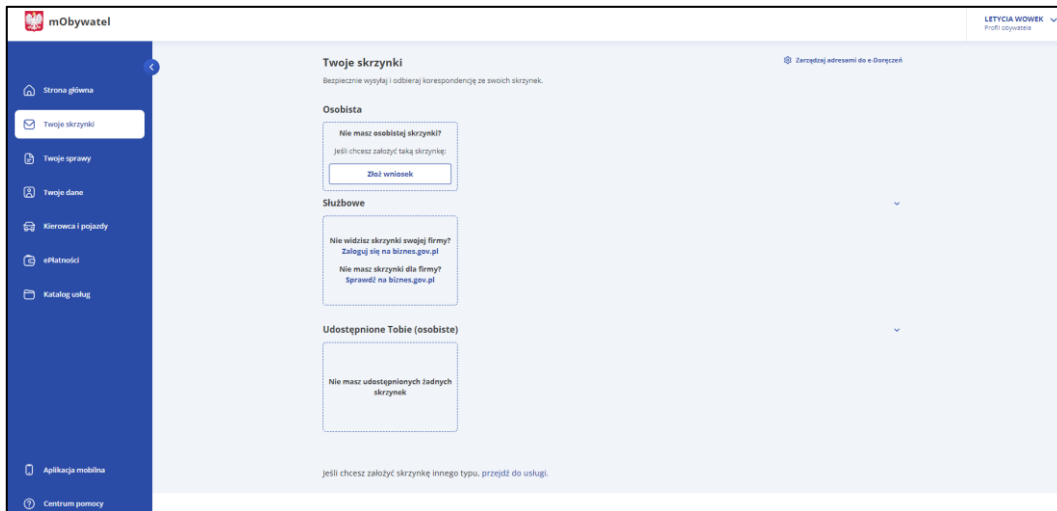 mObywatel
LETYCIA WOWEK
Profil obywatela
Strona główna
Twoje skrzynki
Twoje sprawy
Twoje dane
Kierowca i pojazdy
ePłatności
Katalog usług
Aplikacja mobilna
Centrum pomocy
Twoje skrzynki
Zarządzaj adresami do e-Doręczeń
Bezpiecznie wysyłaj i odbieraj korespondencję ze swoich skrzynek.
Osobista
Nie masz osobistej skrzynki?
Jeśli chcesz założyć taką skrzynkę:
Złóż wniosek
Służbowe
Nie widzisz skrzynki swojej firmy?
Zaloguj się na biznes.gov.pl
Nie masz skrzynki dla firmy?
Sprawdź na biznes.gov.pl
Udostępnione Tobie (osobiste)
Nie masz udostępnionych żadnych
skrzynek
Jeśli chcesz założyć skrzynkę innego typu, przejdź do usługi.